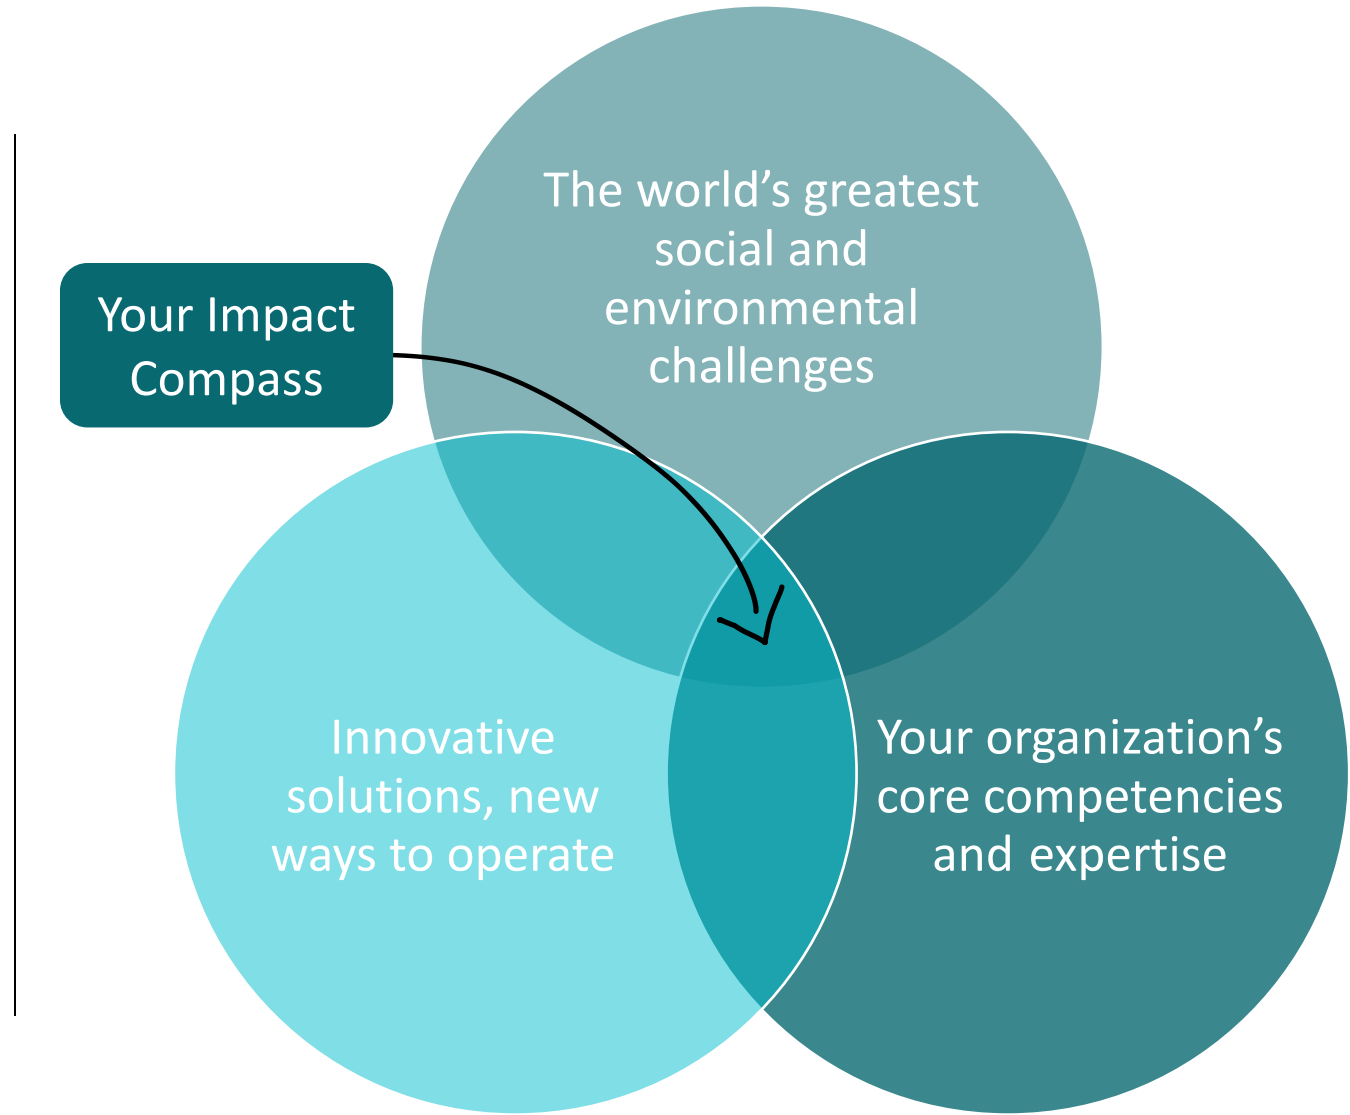 The world’s greatest
social and
environmental
challenges
Your Impact
Compass
Innovative
solutions, new
ways to operate
Your organization’s
core competencies
and expertise